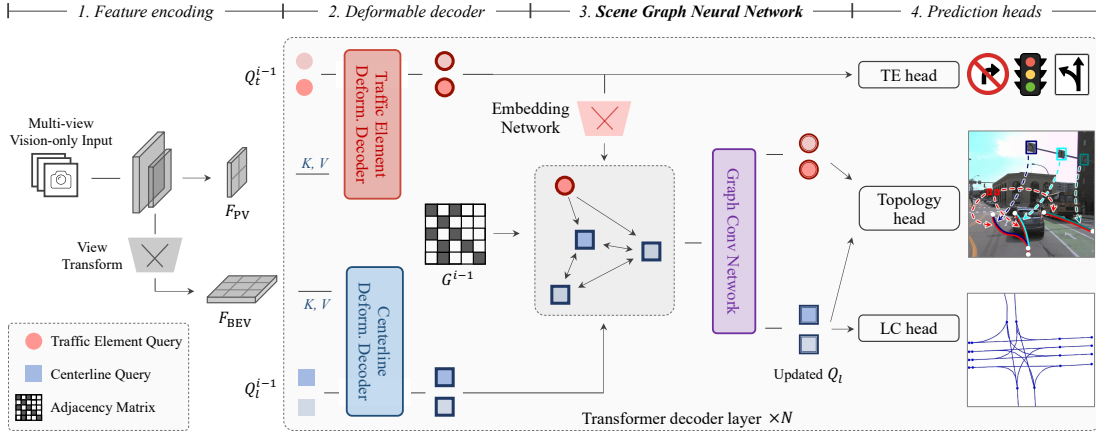 1. Feature encoding
2. Deformable decoder
3. Scene Graph Neural Network
4. Prediction heads
Q_t^{i−1}
Traffic Element
Deform. Decoder
TE head
Embedding
Network
Multi-view
Vision-only Input
K, V
F_PV
Graph Conv Network
Topology
head
View
Transform
G^{i−1}
K, V
F_BEV
Centerline
Deform. Decoder
LC head
Traffic Element Query
Centerline Query
Adjacency Matrix
Q_l^{i−1}
Updated Q_l
Transformer decoder layer ×N